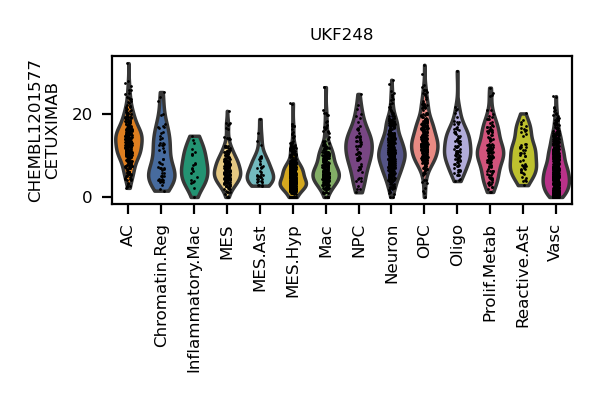 UKF248
CHEMBL1201577
CETUXIMAB
20
0
AC
Chromatin.Reg
Inflammatory.Mac
MES
MES.Ast
MES.Hyp
Mac
NPC
Neuron
OPC
Oligo
Prolif.Metab
Reactive.Ast
Vasc